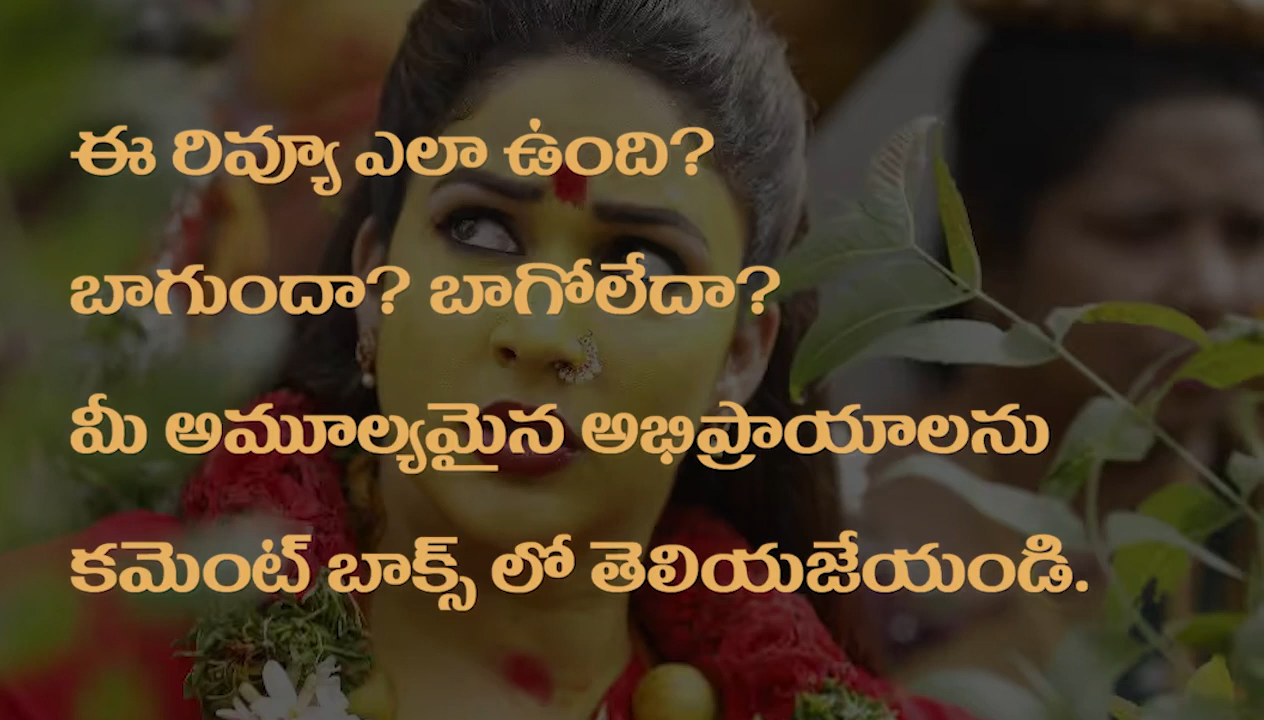 ఈ రివ్యూ ఎలా ఉంది?
బాగుందా? బాగోలేదా?
మీ అమూల్యమైన అభిప్రాయాలను
కమెంట్ బాక్స్ లో తెలియజేయండి.